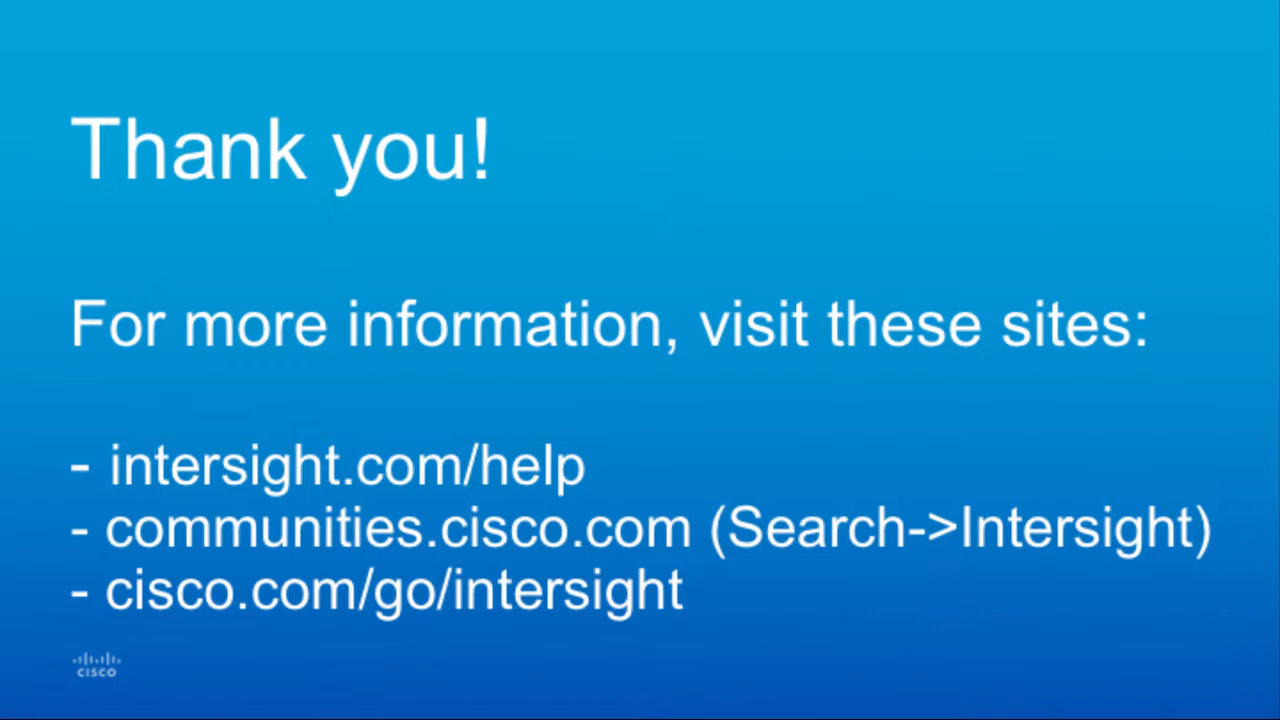 Thank you!
For more information, visit these sites:
- intersight.com/help
- communities.cisco.com (Search->Intersight)
- cisco.com/go/intersight
CISCO